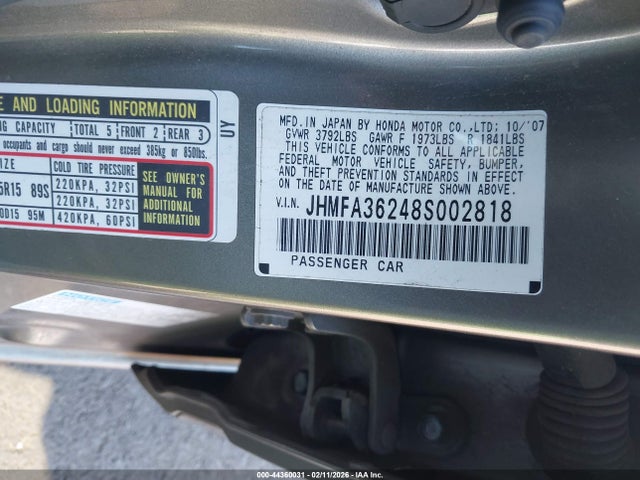 E AND LOADING INFORMATION
NG CAPACITY TOTAL 5 FRONT 2 REAR 3
occupants and cargo should never exceed 385kg or 850lbs.
IZE COLD TIRE PRESSURE
5R15 89S 220KPA, 32PSI
220KPA, 32PSI
0D15 95M 420KPA, 60PSI
SEE OWNER'S
MANUAL FOR
ADDITIONAL
INFORMATION
UY
MFD. IN JAPAN BY HONDA MOTOR CO., LTD: 10/'07
GVWR 3792LBS GAWR F 1973LBS R 1841LBS
THIS VEHICLE CONFORMS TO ALL APPLICABLE
FEDERAL MOTOR VEHICLE SAFETY, BUMPER,
AND THEFT PREVENTION STANDARDS IN EFFECT
ON THE DATE OF MANUFACTURE SHOWN ABOVE.
V.I.N. JHMFA36248S002818
PASSENGER CAR
000-44360031 - 02/11/2026 - IAA Inc.